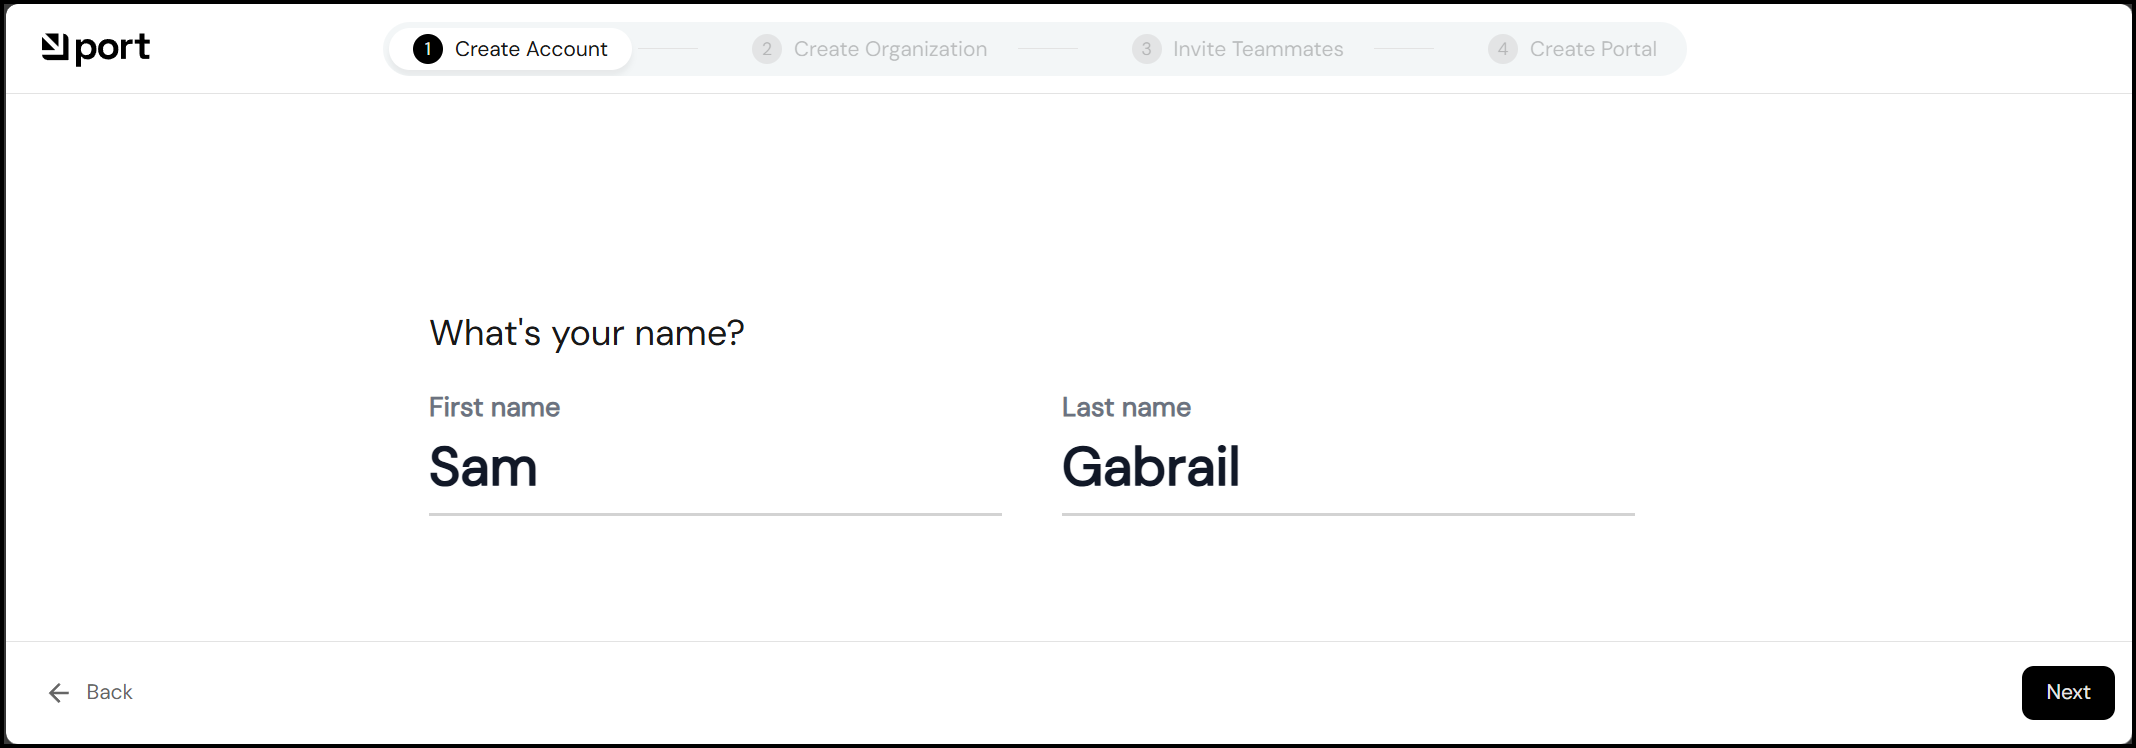 port
1 Create Account
2 Create Organization
3 Invite Teammates
4 Create Portal
What's your name?
First name
Sam
Last name
Gabrail
Back
Next